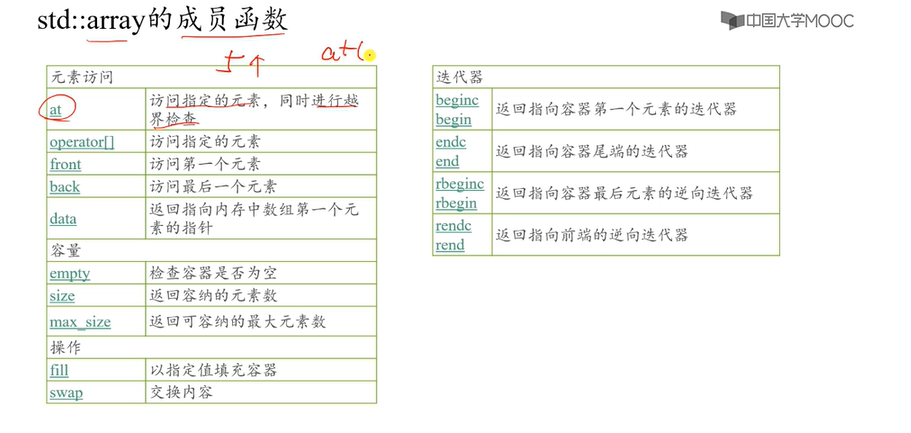 std::array的成员函数
中国大学MOOC
5个 at(
元素访问
at 访问指定的元素，同时进行越
界检查
operator[] 访问指定的元素
front 访问第一个元素
back 访问最后一个元素
data 返回指向内存中数组第一个元
素的指针
容量
empty 检查容器是否为空
size 返回容纳的元素数
max_size 返回可容纳的最大元素数
操作
fill 以指定值填充容器
swap 交换内容
迭代器
beginc
begin 返回指向容器第一个元素的迭代器
endc
end 返回指向容器尾端的迭代器
rbeginc
rbegin 返回指向容器最后元素的逆向迭代器
rendc
rend 返回指向前端的逆向迭代器